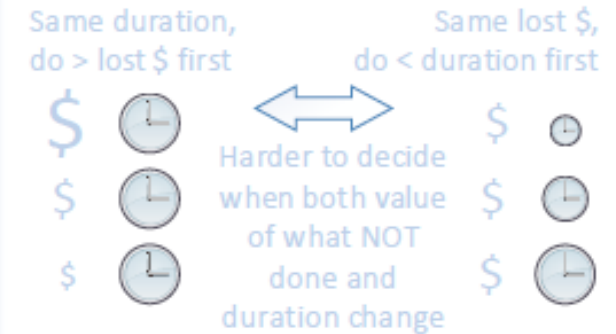 Same duration,
do > lost $ first
$
$
$
Harder to decide
when both value
of what NOT
done and
duration change
Same lost $,
do < duration first
$
$
$